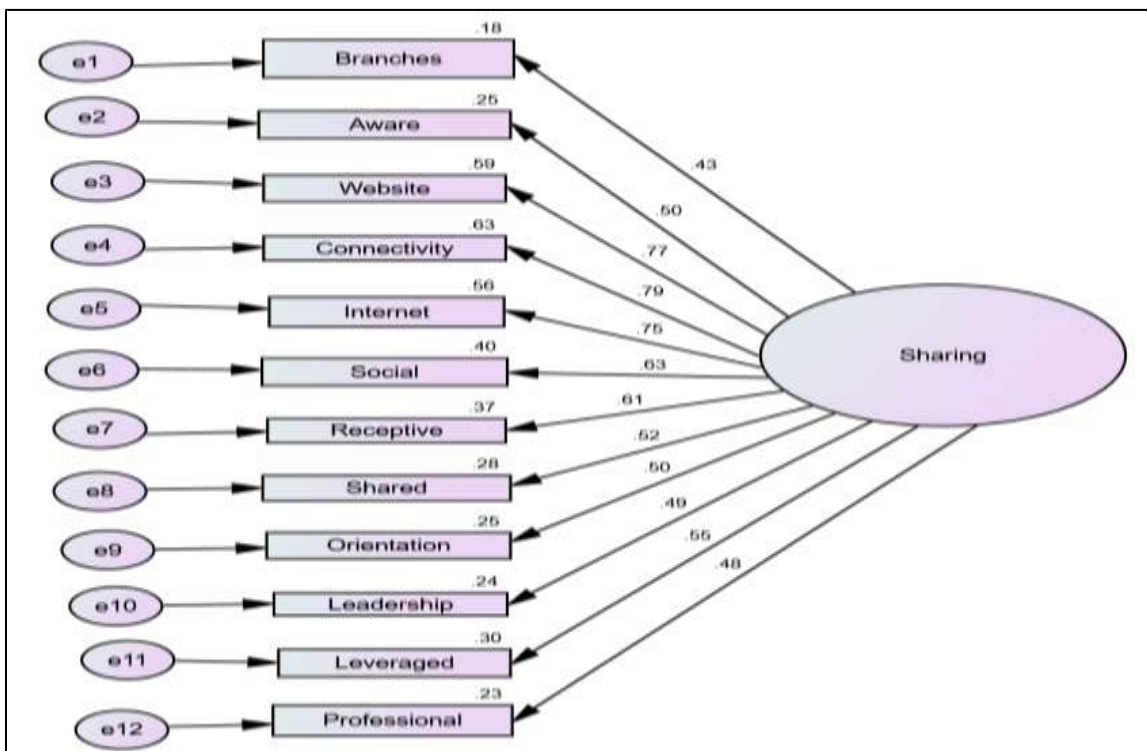 .18
e1 Branches
.25
e2 Aware
.43
.59
e3 Website
.50
.63
e4 Connectivity
.77
.79
.56
e5 Internet
.75
Sharing
.40
e6 Social
.63
.37
e7 Receptive
.61
.28
e8 Shared
.52
.25
e9 Orientation
.50
.24
e10 Leadership
.49
.30
e11 Leveraged
.55
.23
e12 Professional
.48